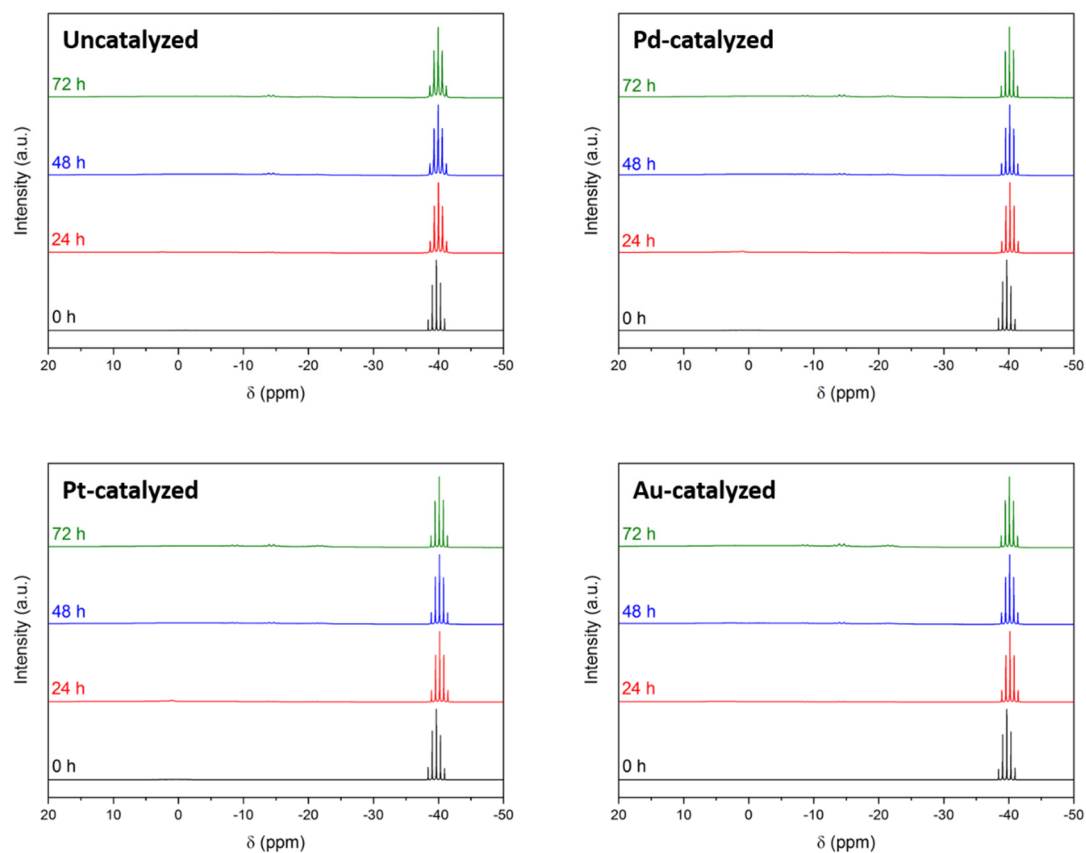 Uncatalyzed
72 h
48 h
24 h
0 h
Intensity (a.u.)
20 10 0 -10 -20 -30 -40 -50
δ (ppm)
Pd-catalyzed
72 h
48 h
24 h
0 h
Intensity (a.u.)
20 10 0 -10 -20 -30 -40 -50
δ (ppm)
Pt-catalyzed
72 h
48 h
24 h
0 h
Intensity (a.u.)
20 10 0 -10 -20 -30 -40 -50
δ (ppm)
Au-catalyzed
72 h
48 h
24 h
0 h
Intensity (a.u.)
20 10 0 -10 -20 -30 -40 -50
δ (ppm)